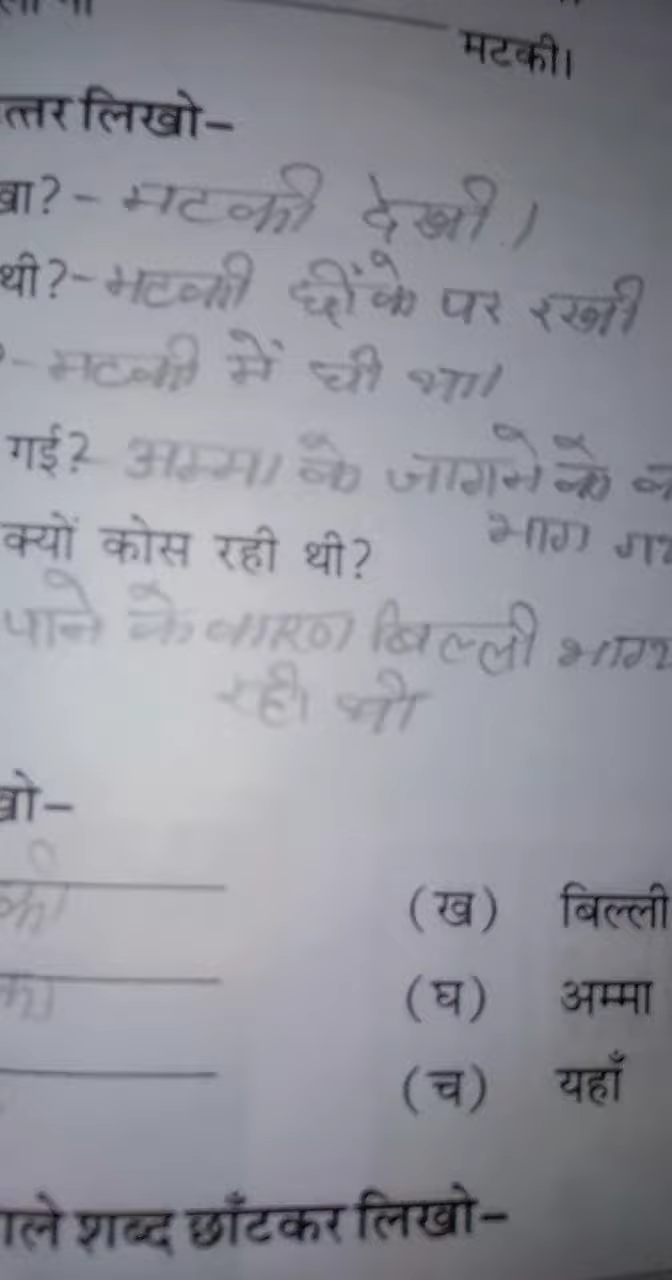 मटकी।
त्तर लिखो–
खा? – मटकी देखी।
थी? – मटकी छींके पर रखी
– मटकी में घी था।
गई? अम्मा के जागने के
भाग
क्यों कोस रही थी?
पाने के कारण बिल्ली
रही थी
खो–
की
(ख) बिल्ली
(घ) अम्मा
(च) यहाँ
ाले शब्द छाँटकर लिखो–